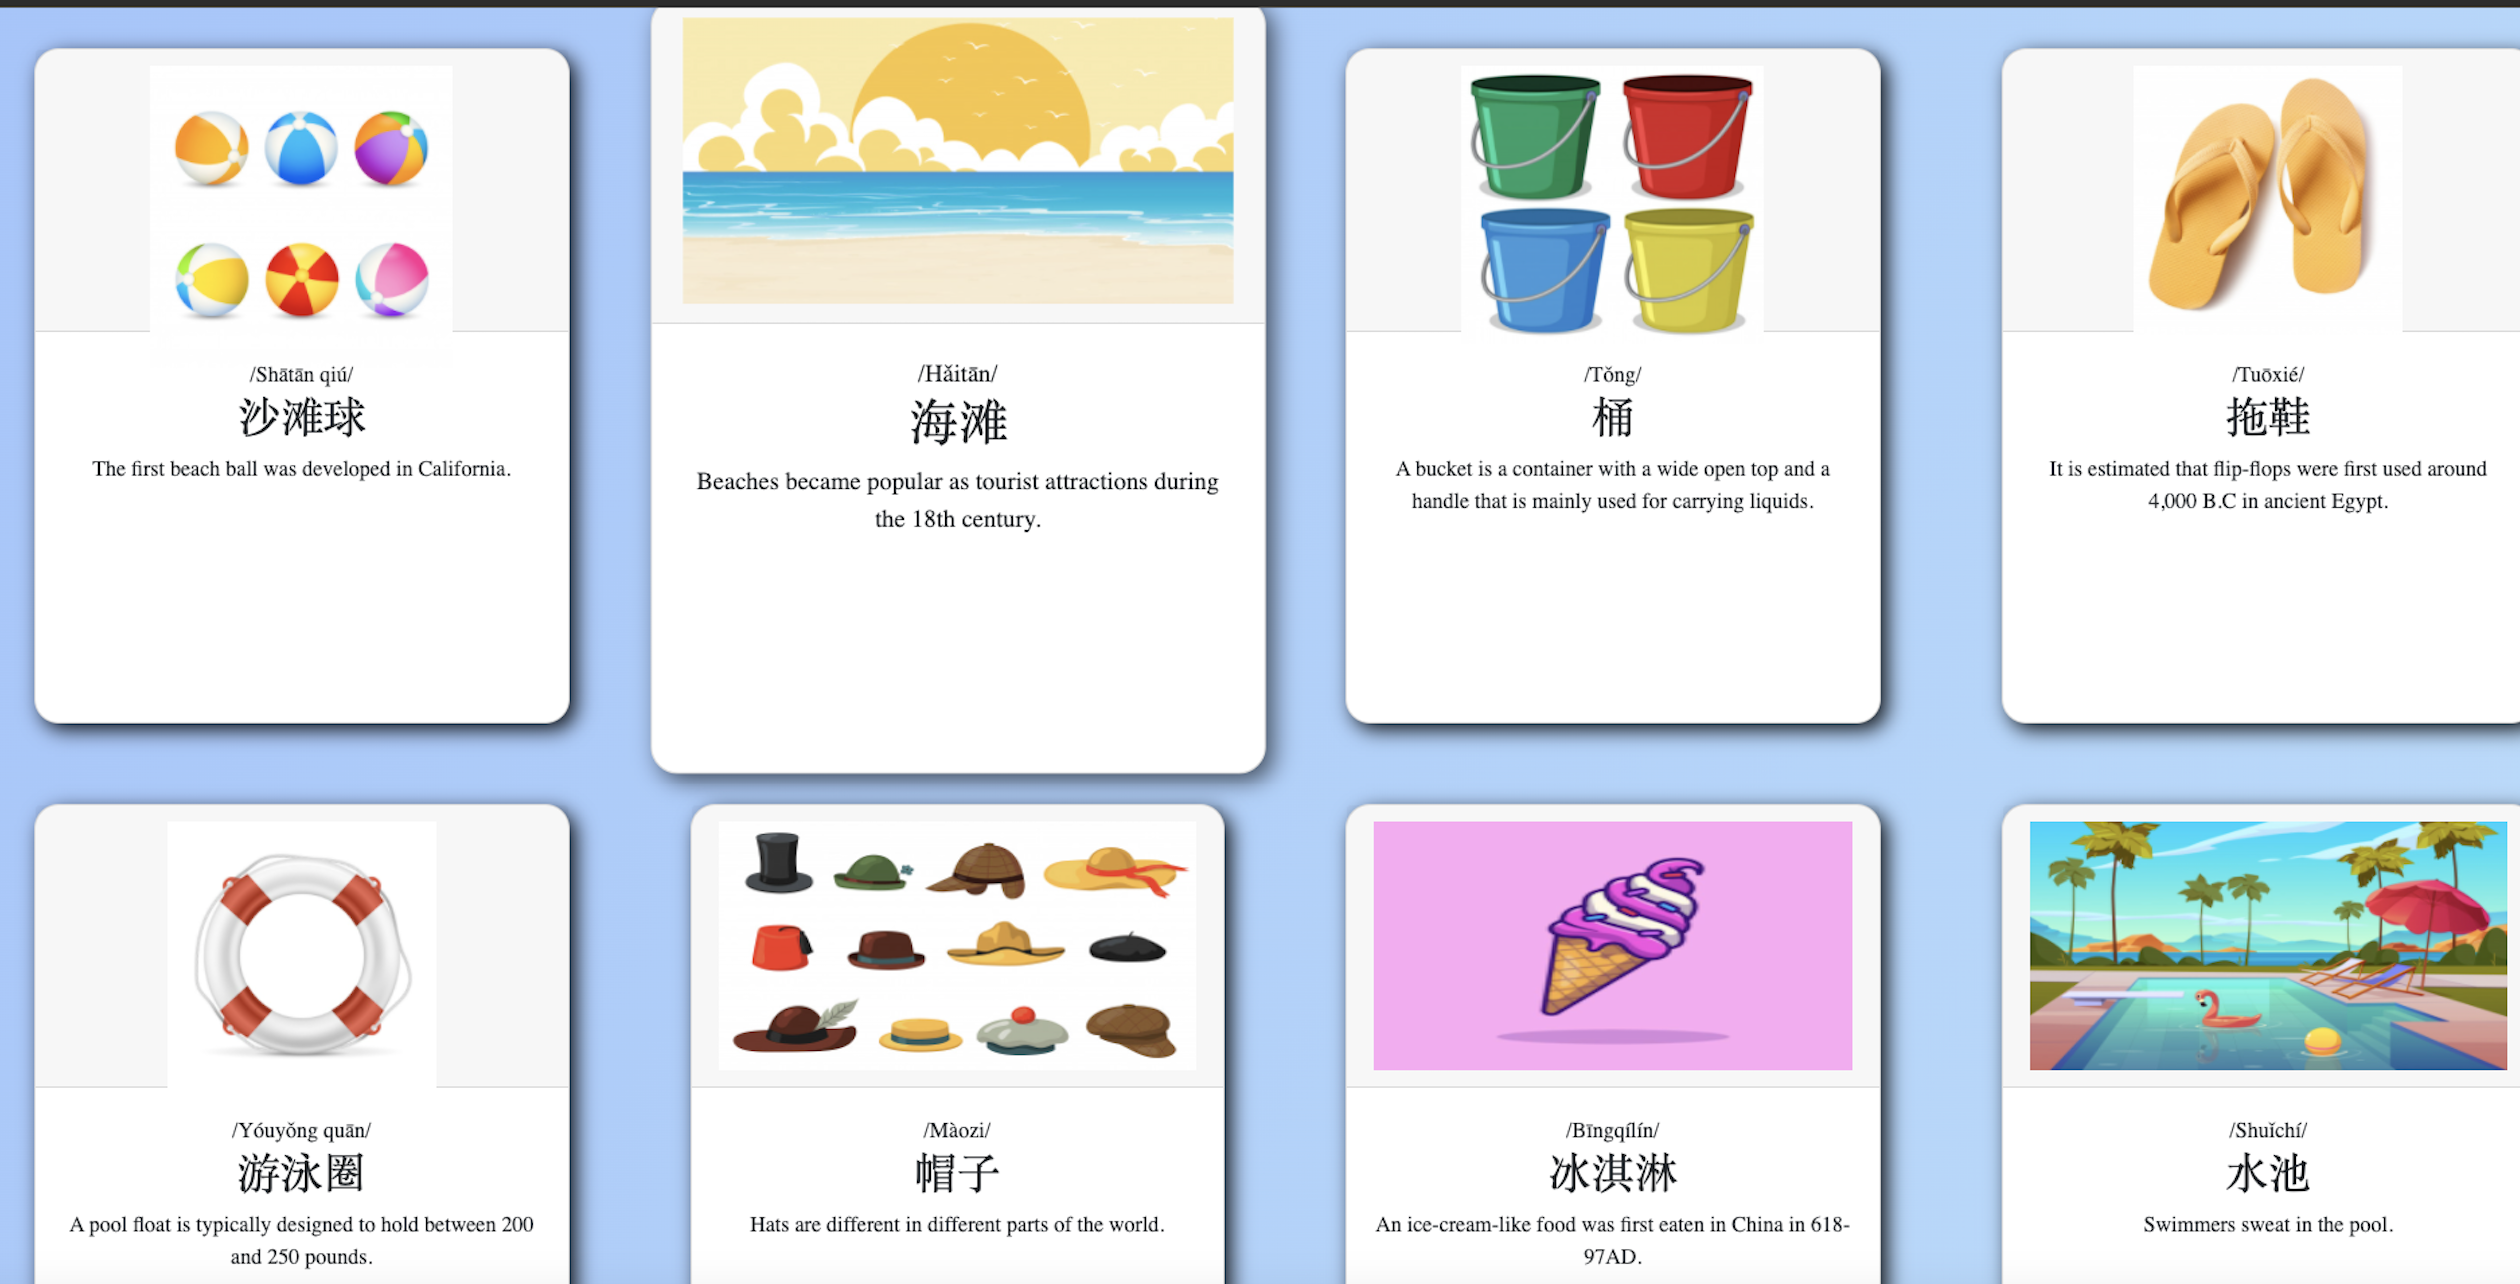 /Shātān qiú/
沙滩球
The first beach ball was developed in California.
/Hǎitān/
海滩
Beaches became popular as tourist attractions during
the 18th century.
/Tǒng/
桶
A bucket is a container with a wide open top and a
handle that is mainly used for carrying liquids.
/Tuōxié/
拖鞋
It is estimated that flip-flops were first used around
4,000 B.C in ancient Egypt.
/Yóuyǒng quān/
游泳圈
A pool float is typically designed to hold between 200
and 250 pounds.
/Màozi/
帽子
Hats are different in different parts of the world.
/Bīngqílín/
冰淇淋
An ice-cream-like food was first eaten in China in 618-
97AD.
/Shuǐchí/
水池
Swimmers sweat in the pool.